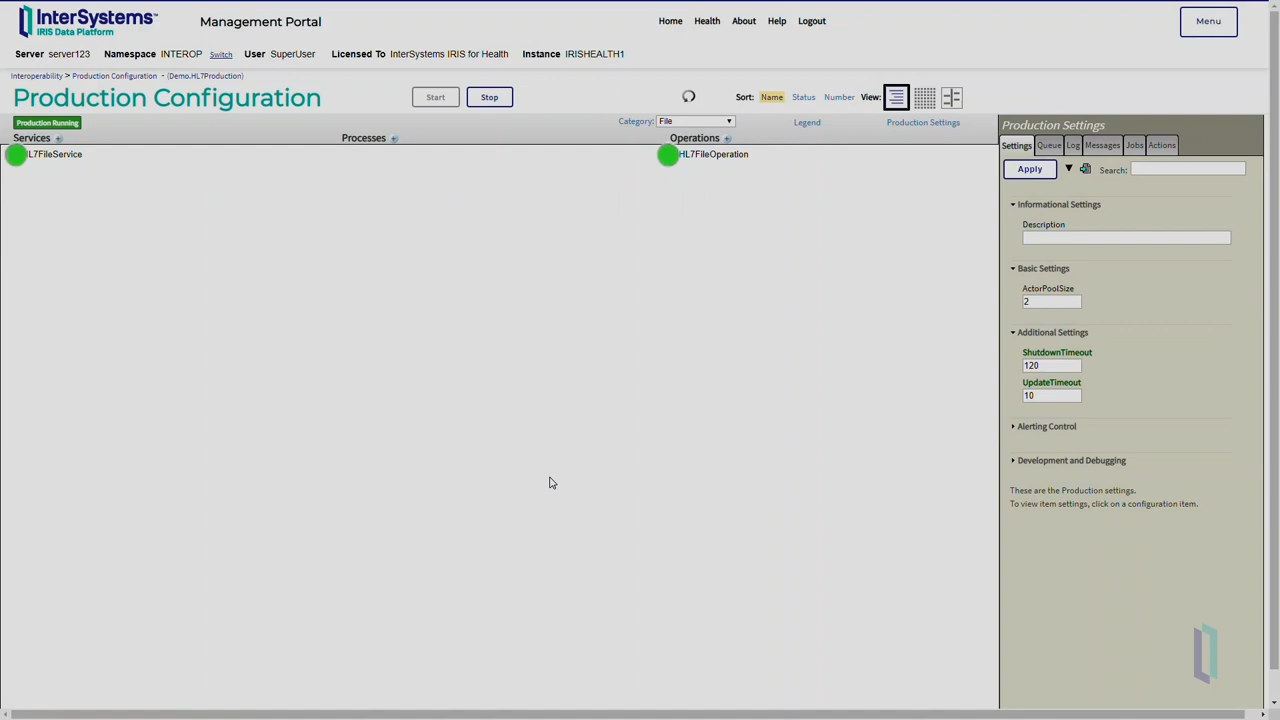 InterSystems™
IRIS Data Platform
Management Portal
Home Health About Help Logout
Menu
Server server123 Namespace INTEROP Switch User SuperUser Licensed To InterSystems IRIS for Health Instance IRISHEALTH1
Interoperability > Production Configuration - (Demo.HL7Production)
Production Configuration
Start
Stop
Sort: Name Status Number View:
Production Running
Category: File
Legend
Production Settings
Services
Processes
Operations
L7FileService
HL7FileOperation
Production Settings
Settings Queue Log Messages Jobs Actions
Apply
Search:
Informational Settings
Description
Basic Settings
ActorPoolSize
2
Additional Settings
ShutdownTimeout
120
UpdateTimeout
10
Alerting Control
Development and Debugging
These are the Production settings.
To view item settings, click on a configuration item.